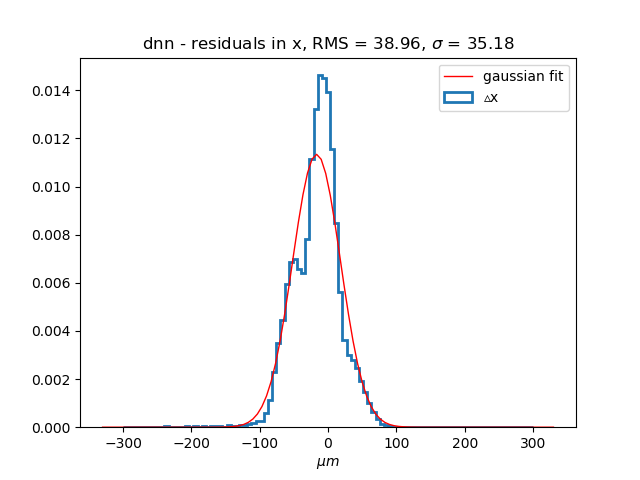 dnn - residuals in x, RMS = 38.96, σ = 35.18
gaussian fit
△x
0.014
0.012
0.010
0.008
0.006
0.004
0.002
0.000
−300 −200 −100 0 100 200 300
μm